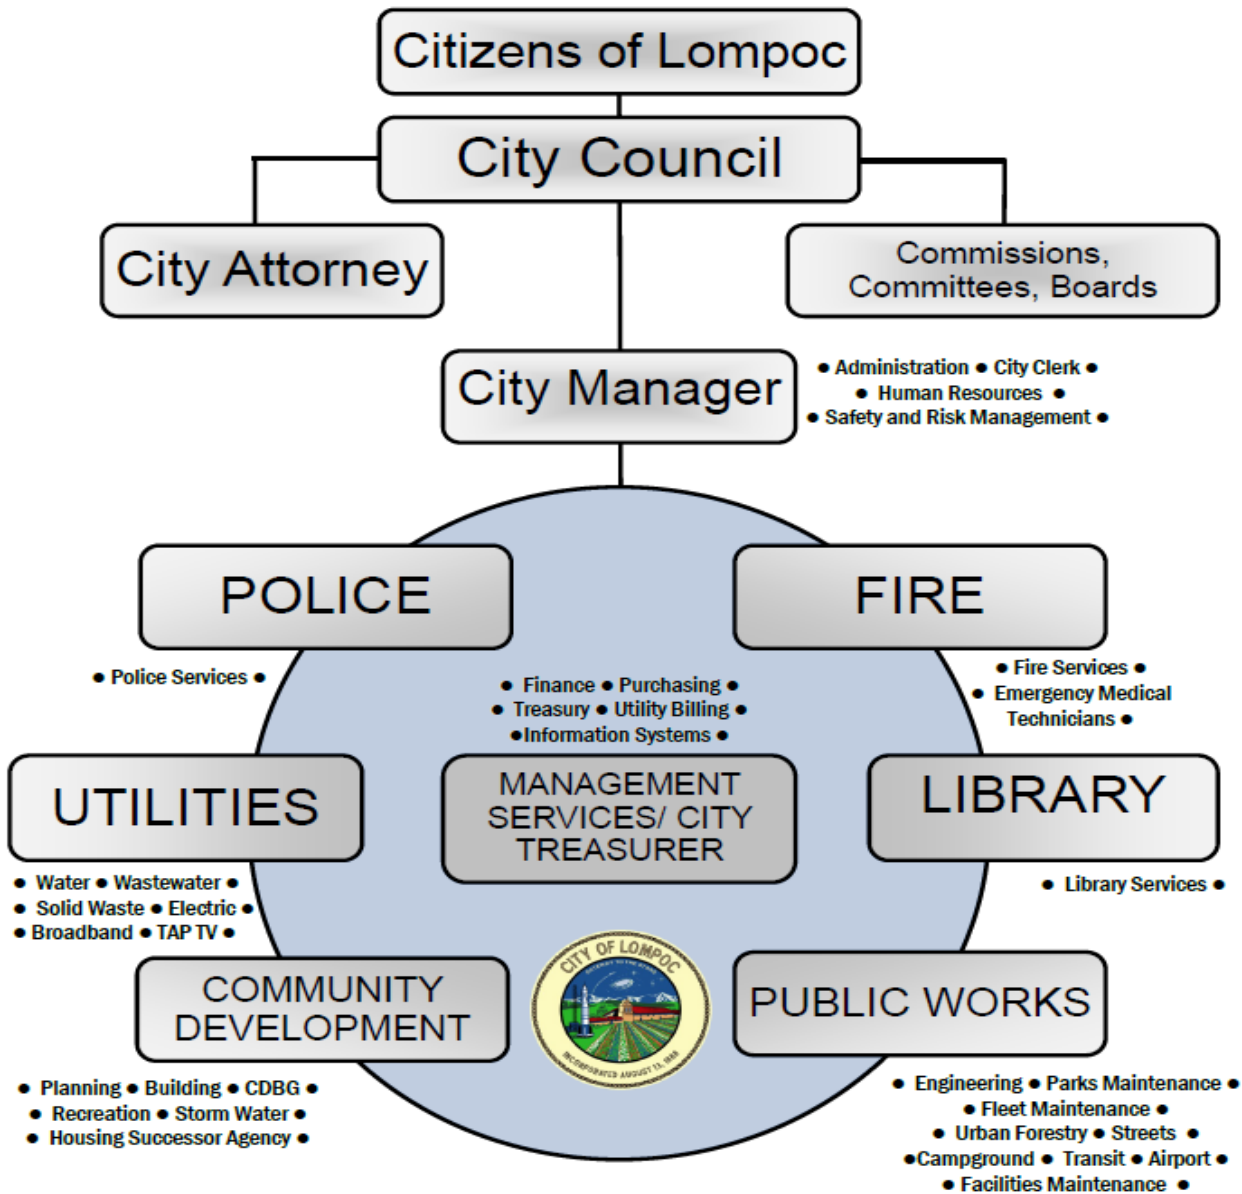 Citizens of Lompoc
City Council
City Attorney
Commissions,
Committees, Boards
City Manager
● Administration ● City Clerk ●
● Human Resources ●
● Safety and Risk Management ●
POLICE
FIRE
● Police Services ●
● Fire Services ●
● Emergency Medical
Technicians ●
● Finance ● Purchasing ●
● Treasury ● Utility Billing ●
●Information Systems ●
UTILITIES
MANAGEMENT
SERVICES/ CITY
TREASURER
LIBRARY
● Water ● Wastewater ●
● Solid Waste ● Electric ●
● Broadband ● TAP TV ●
● Library Services ●
COMMUNITY
DEVELOPMENT
CITY OF LOMPOC
INCORPORATED AUGUST 13, 1888
PUBLIC WORKS
● Planning ● Building ● CDBG ●
● Recreation ● Storm Water ●
● Housing Successor Agency ●
● Engineering ● Parks Maintenance ●
● Fleet Maintenance ●
● Urban Forestry ● Streets ●
●Campground ● Transit ● Airport ●
● Facilities Maintenance ●